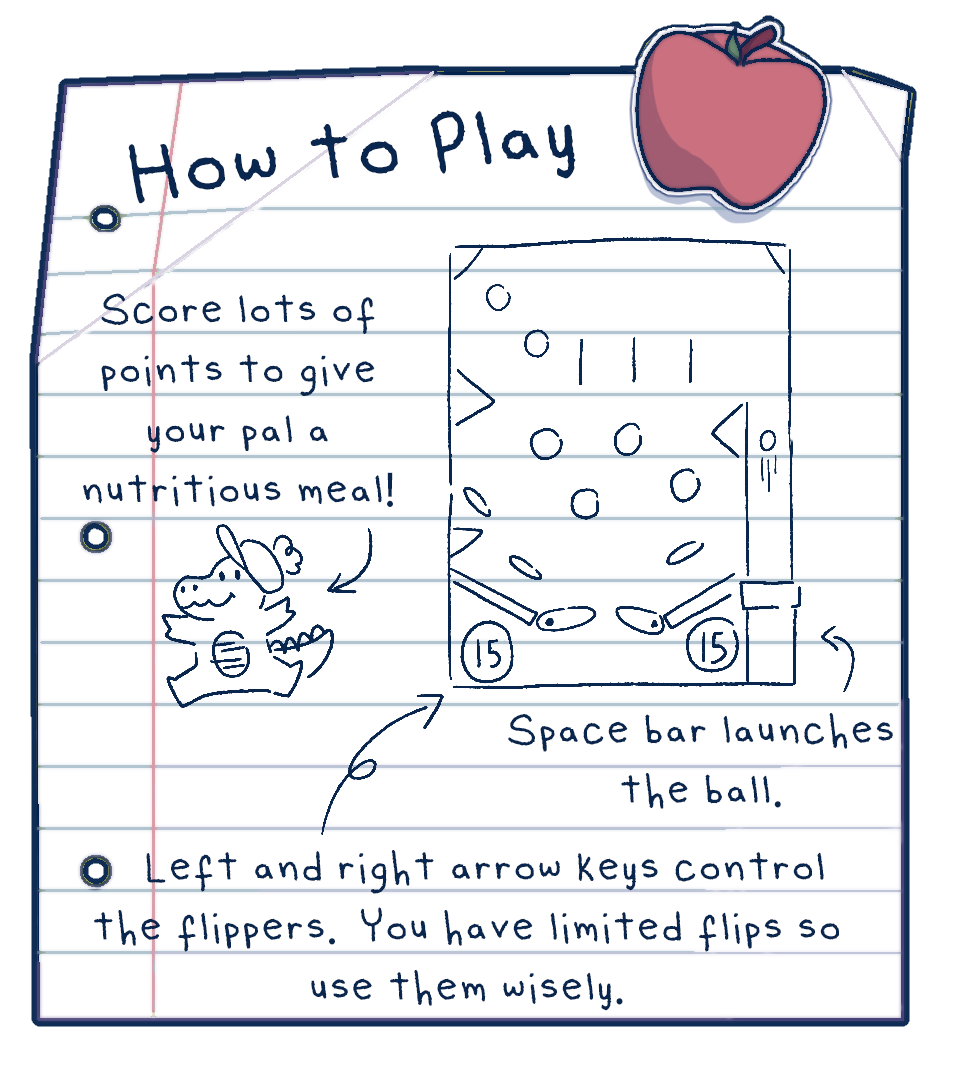 How to Play
Score lots of
points to give
your pal a
nutritious meal!
15
15
Space bar launches
the ball.
Left and right arrow keys control
the flippers. You have limited flips so
use them wisely.